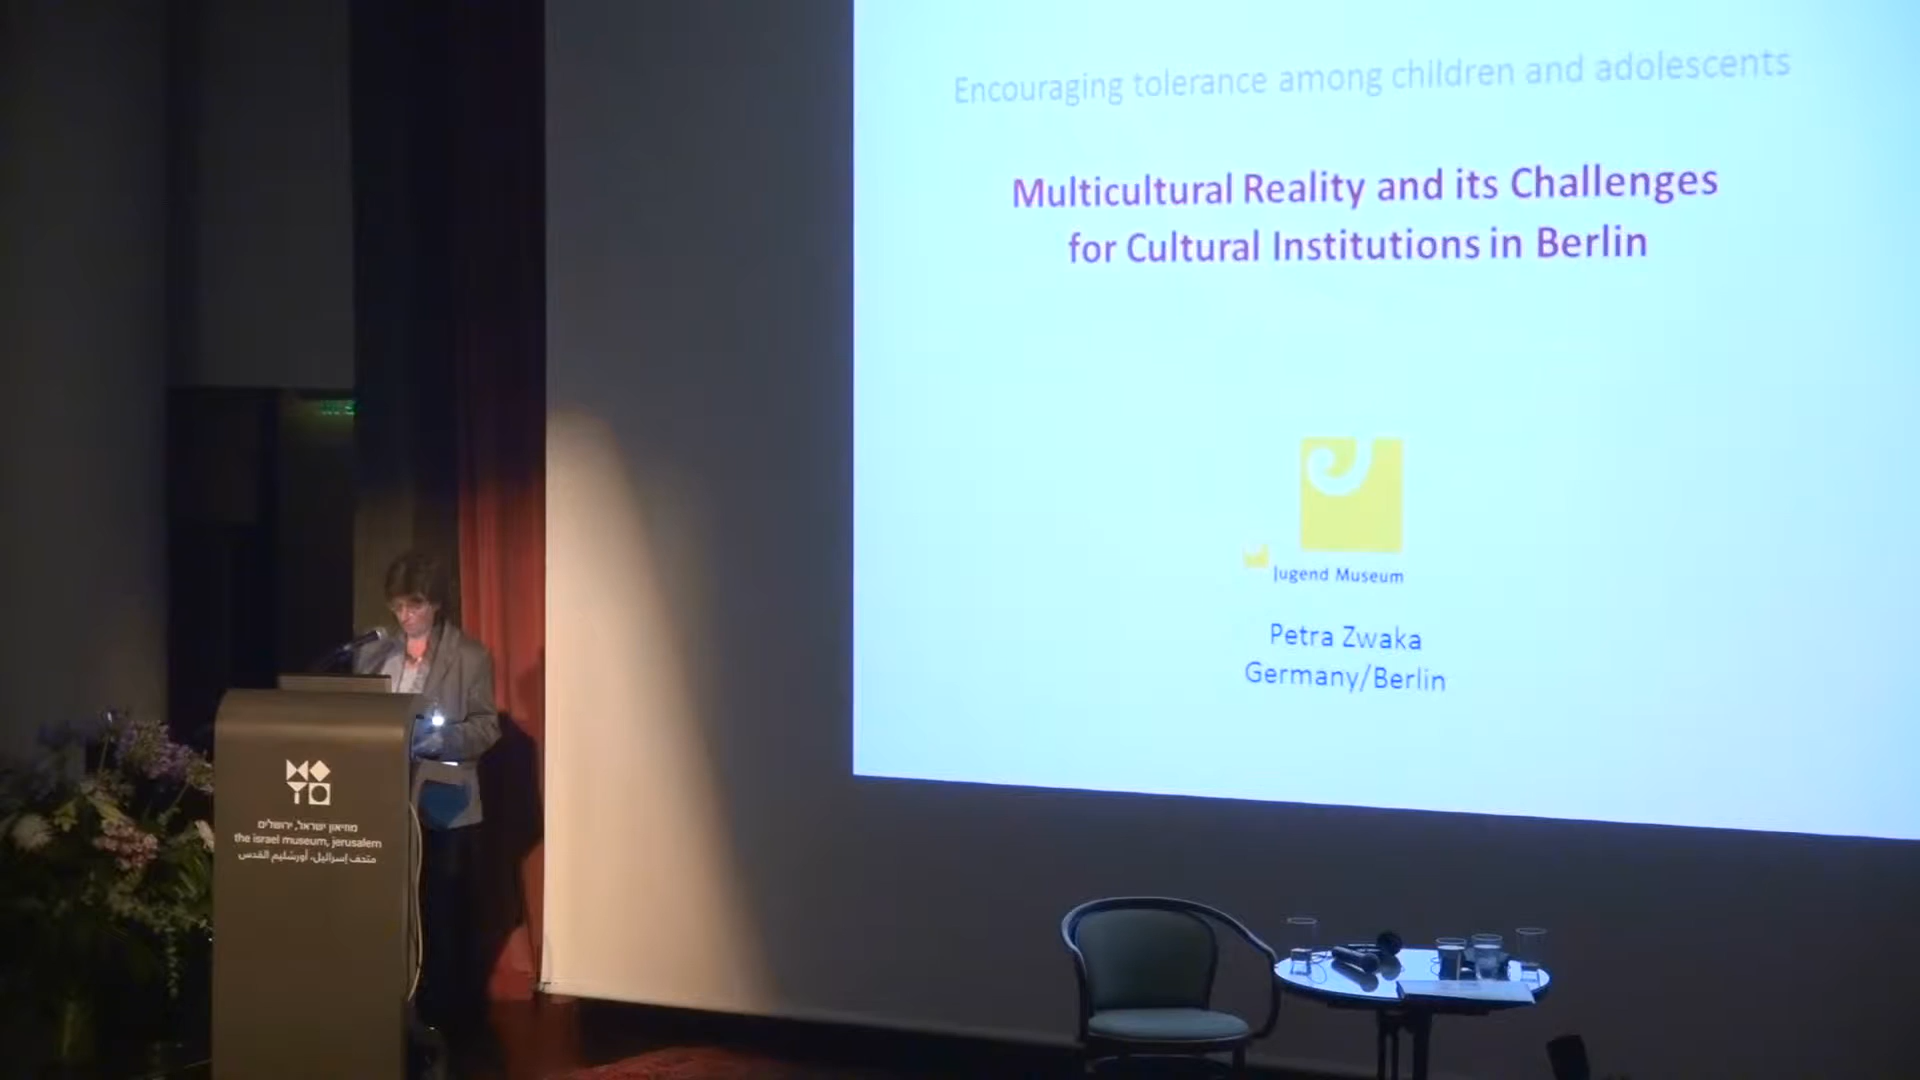 Encouraging tolerance among children and adolescents
Multicultural Reality and its Challenges
for Cultural Institutions in Berlin
Jugend Museum
Petra Zwaka
Germany/Berlin
מוזיאון ישראל, ירושלים
the israel museum, jerusalem
متحف إسرائيل، أورشليم القدس